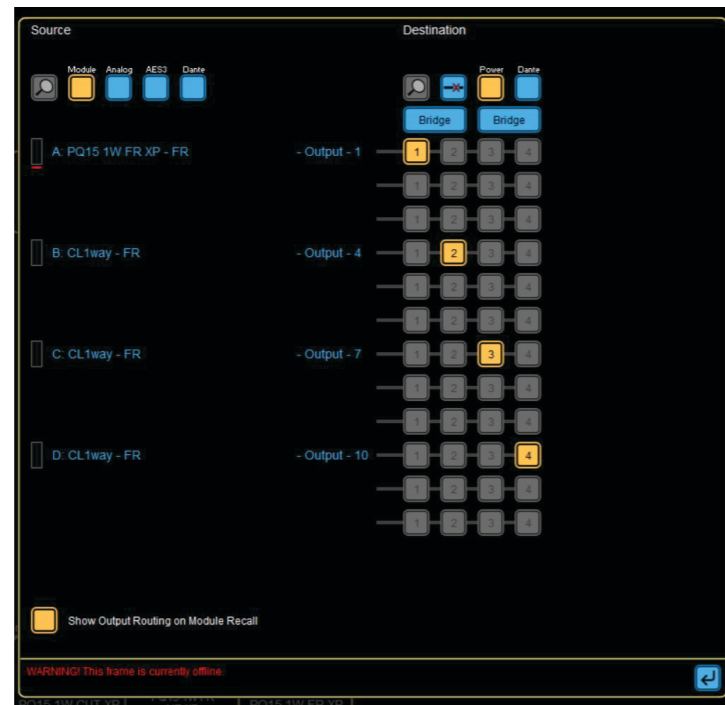 Source Destination
Module Analog AES3 Dante Power Dante
Bridge Bridge
A: PQ15 1W FR XP - FR - Output - 1 1 2 3 4
1 2 3 4
1 2 3 4
B: CL1way - FR - Output - 4 1 2 3 4
1 2 3 4
1 2 3 4
C: CL1way - FR - Output - 7 1 2 3 4
1 2 3 4
1 2 3 4
D: CL1way - FR - Output - 10 1 2 3 4
1 2 3 4
1 2 3 4
Show Output Routing on Module Recall
WARNING! This frame is currently offline
PQ15 1W CUT XP PQ15 1W FR PQ15 1W FR XP